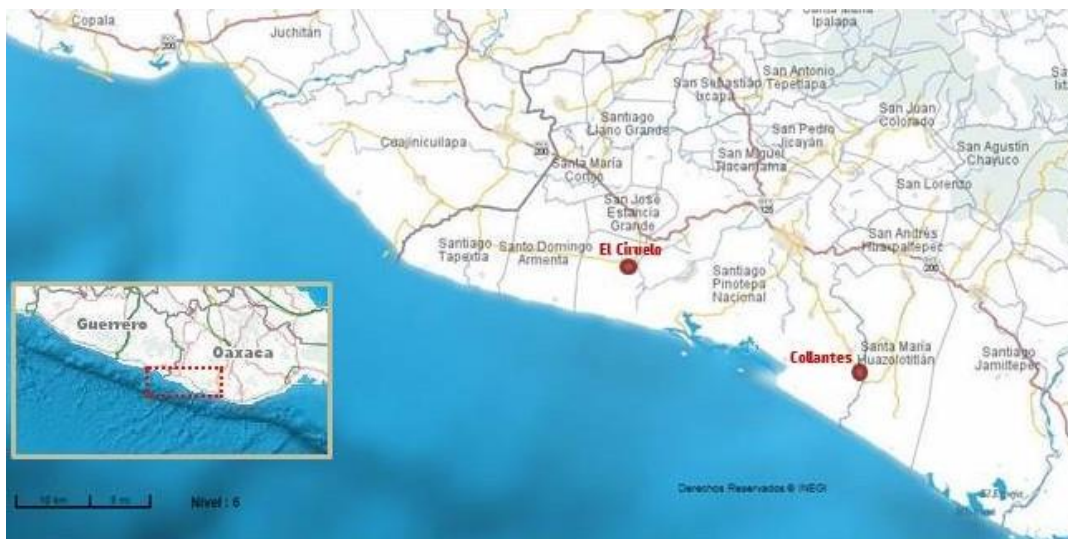 Copala
200
Juchitán
Ipalapa
San Sebastián
Ixcapa
San Antonio
Tepetlapa
San Juan
Colorado
Santiago
Llano Grande
Cuajinicuilapa
200
San Pedro
Jicayán
San Agustín
Chayuco
Santa María
Cortijo
San Miguel
Tlacamama
San Lorenzo
San José
Estancia
Grande
125
San Andrés
Huaxpaltepec
Santiago
Tapextla
Santo Domingo
Armenta
El Ciruelo
200
Santiago
Pinotepa
Nacional
Guerrero
Oaxaca
Collantes
Santa María
Huazolotitlán
Santiago
Jamiltepec
10 km
Nivel : 6
Derechos Reservados © INEGI